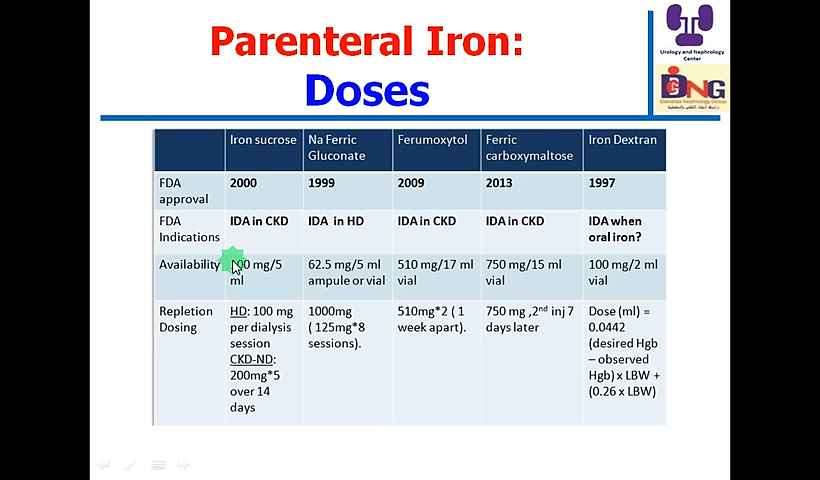 Parenteral Iron:
Doses
Urology and Nephrology
Center
DNG
Iron sucrose
Na Ferric
Gluconate
Ferumoxytol
Ferric
carboxymaltose
Iron Dextran
FDA
approval
2000
1999
2009
2013
1997
FDA
Indications
IDA in CKD
IDA in HD
IDA in CKD
IDA in CKD
IDA when
oral iron?
Availability
mg/5
ml
62.5 mg/5 ml
ampule or vial
510 mg/17 ml
vial
750 mg/15 ml
vial
100 mg/2 ml
vial
Repletion
Dosing
HD: 100 mg
per dialysis
session
CKD-ND:
200mg*5
over 14
days
1000mg
( 125mg*8
sessions).
510mg*2 ( 1
week apart).
750 mg ,2nd inj 7
days later
Dose (ml) =
0.0442
(desired Hgb
– observed
Hgb) x LBW +
(0.26 x LBW)